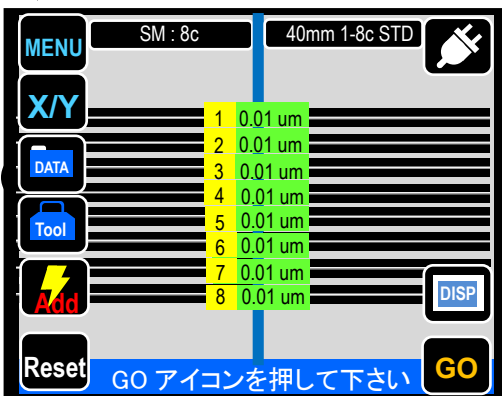 MENU
SM : 8c
40mm 1-8c STD
X/Y
1 0.01 um
2 0.01 um
DATA
3 0.01 um
4 0.01 um
Tool
5 0.01 um
6 0.01 um
7 0.01 um
8 0.01 um
Add
DISP
Reset
GO アイコンを押して下さい
GO